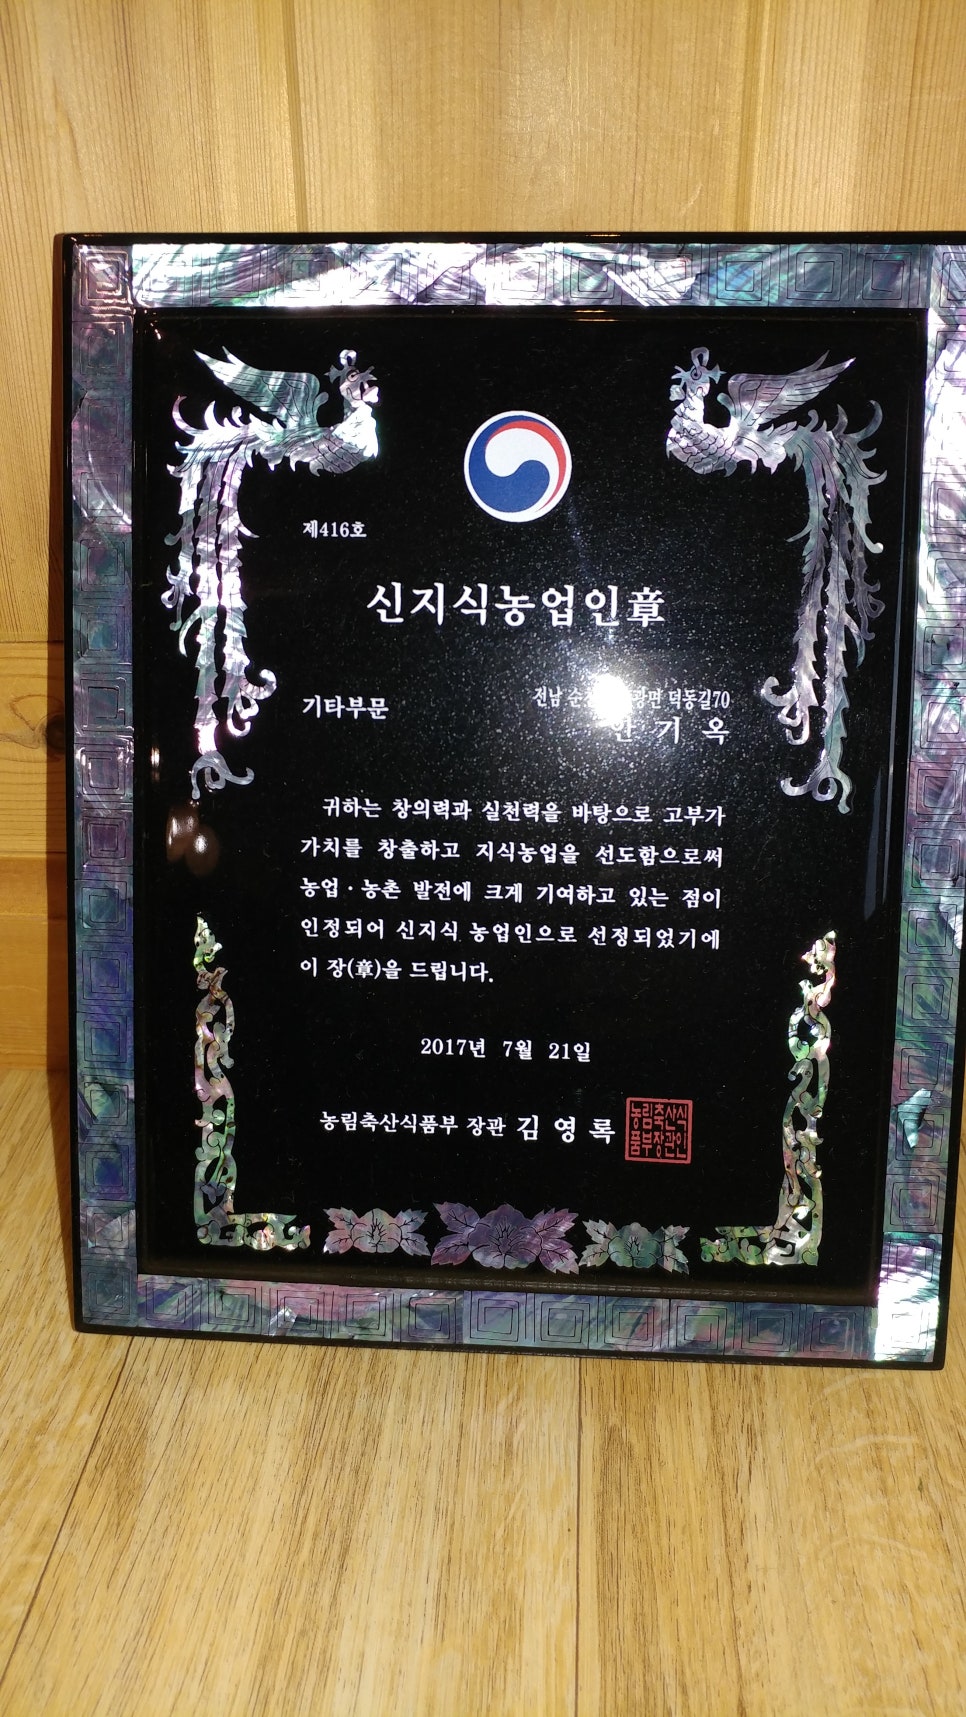 제416호
신지식농업인章
기타부문
전남 덕동길70
기 옥
귀하는 창의력과 실천력을 바탕으로 고부가
가치를 창출하고 지식농업을 선도함으로써
농업·농촌 발전에 크게 기여하고 있는 점이
인정되어 신지식 농업인으로 선정되었기에
이 장(章)을 드립니다.
2017년 7월 21일
농림축산식품부 장관 김 영 록
농림축산식
품부장관인